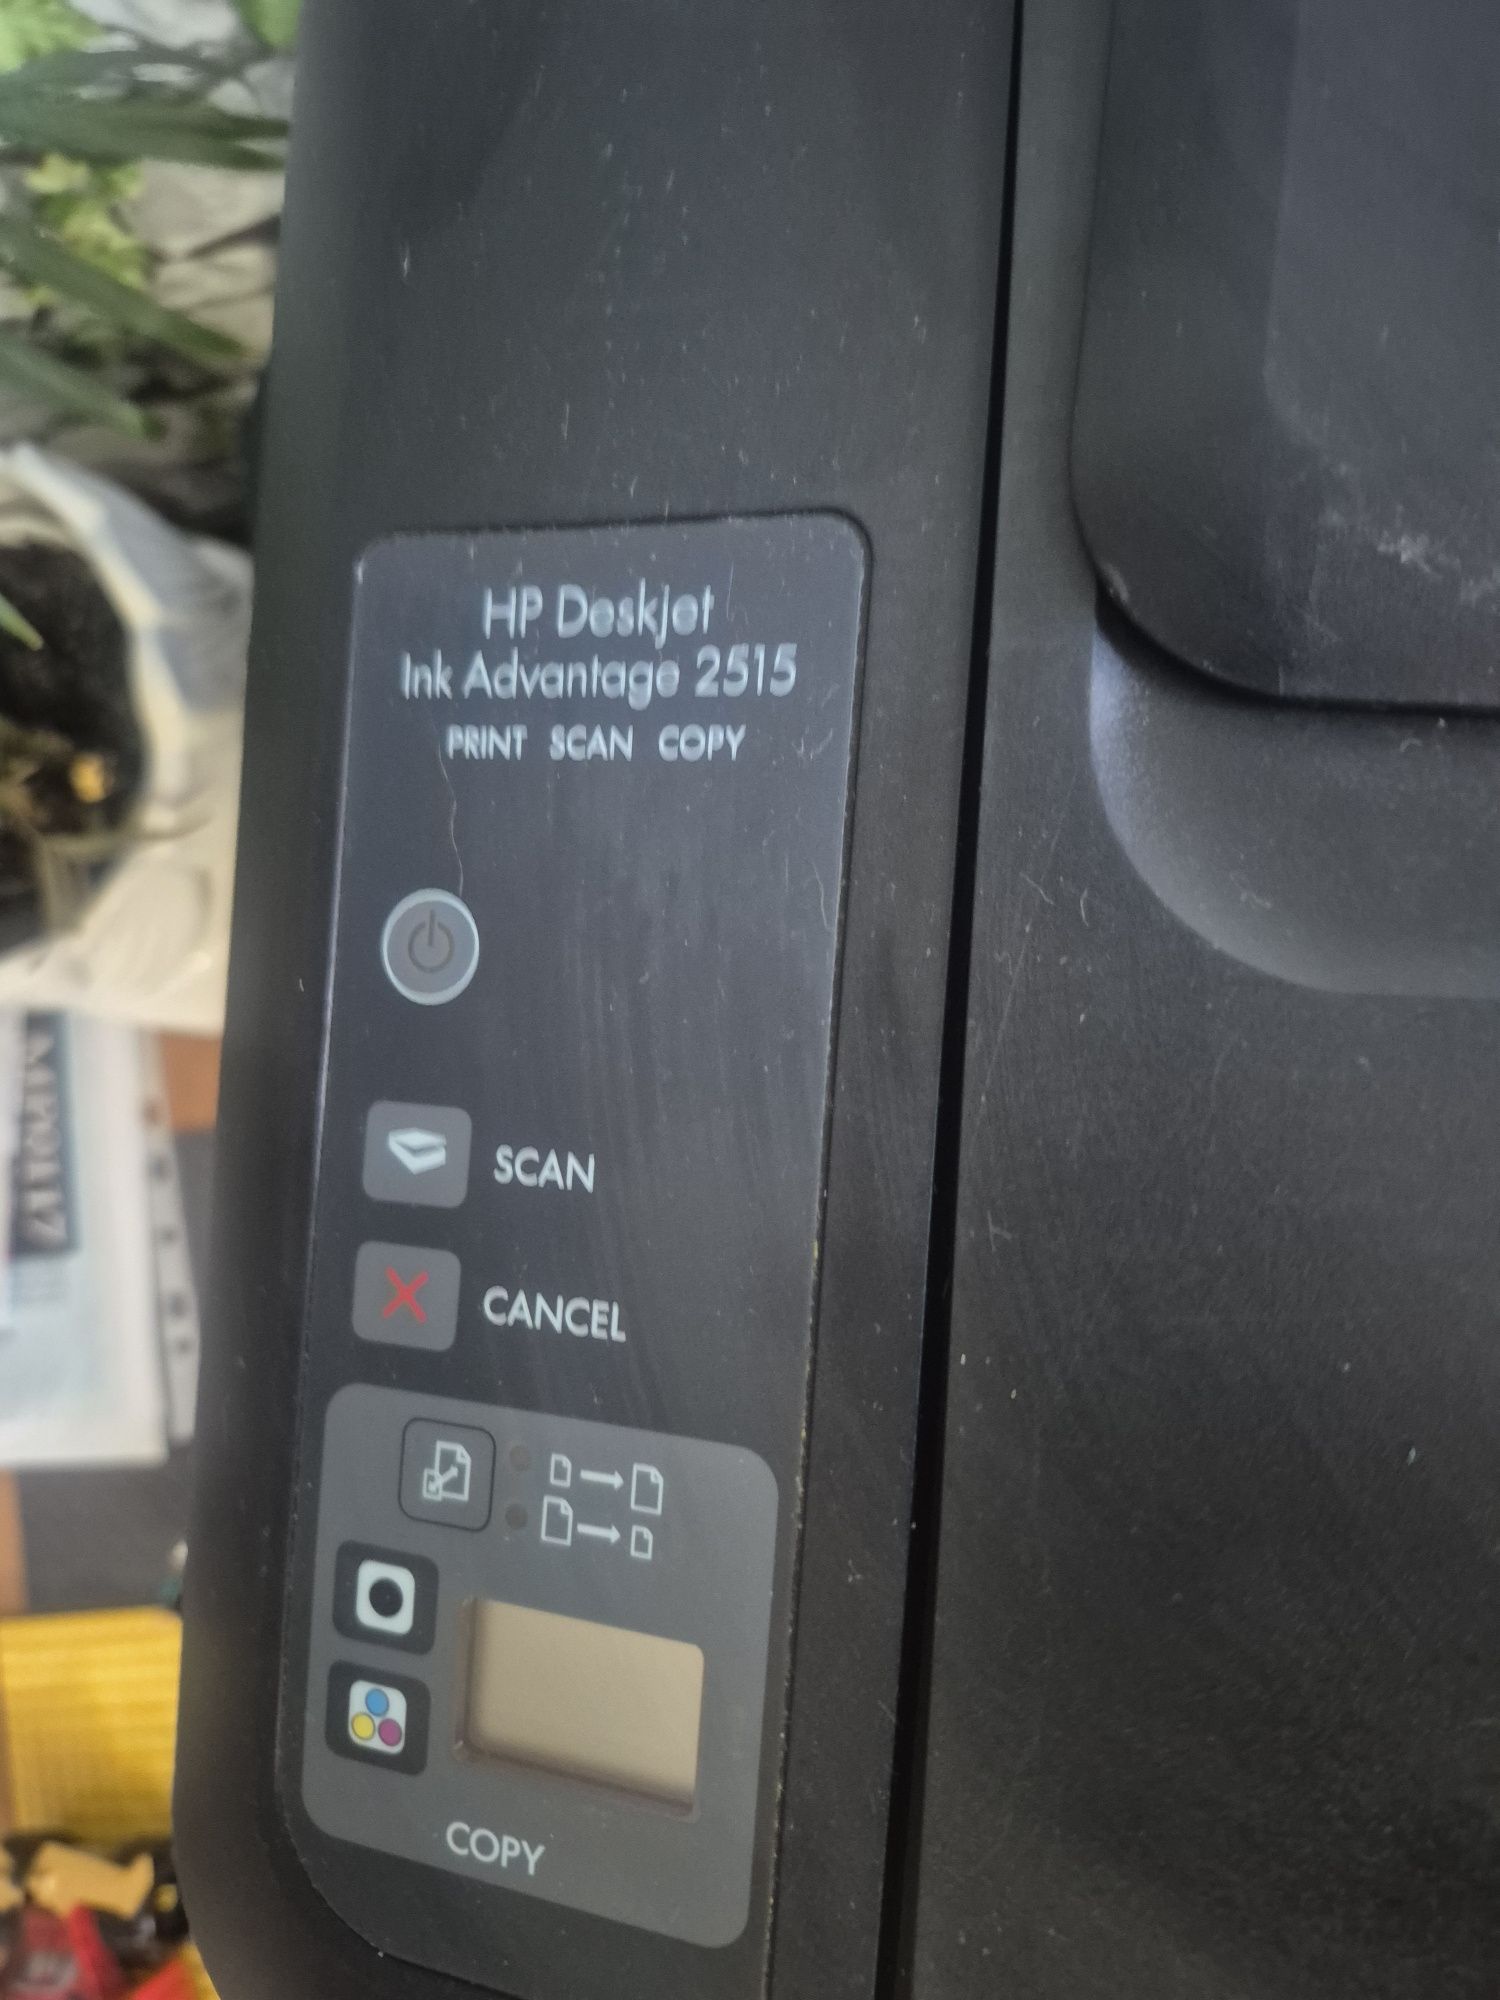 HP Deskjet
Ink Advantage 2515
PRINT SCAN COPY
SCAN
CANCEL
COPY